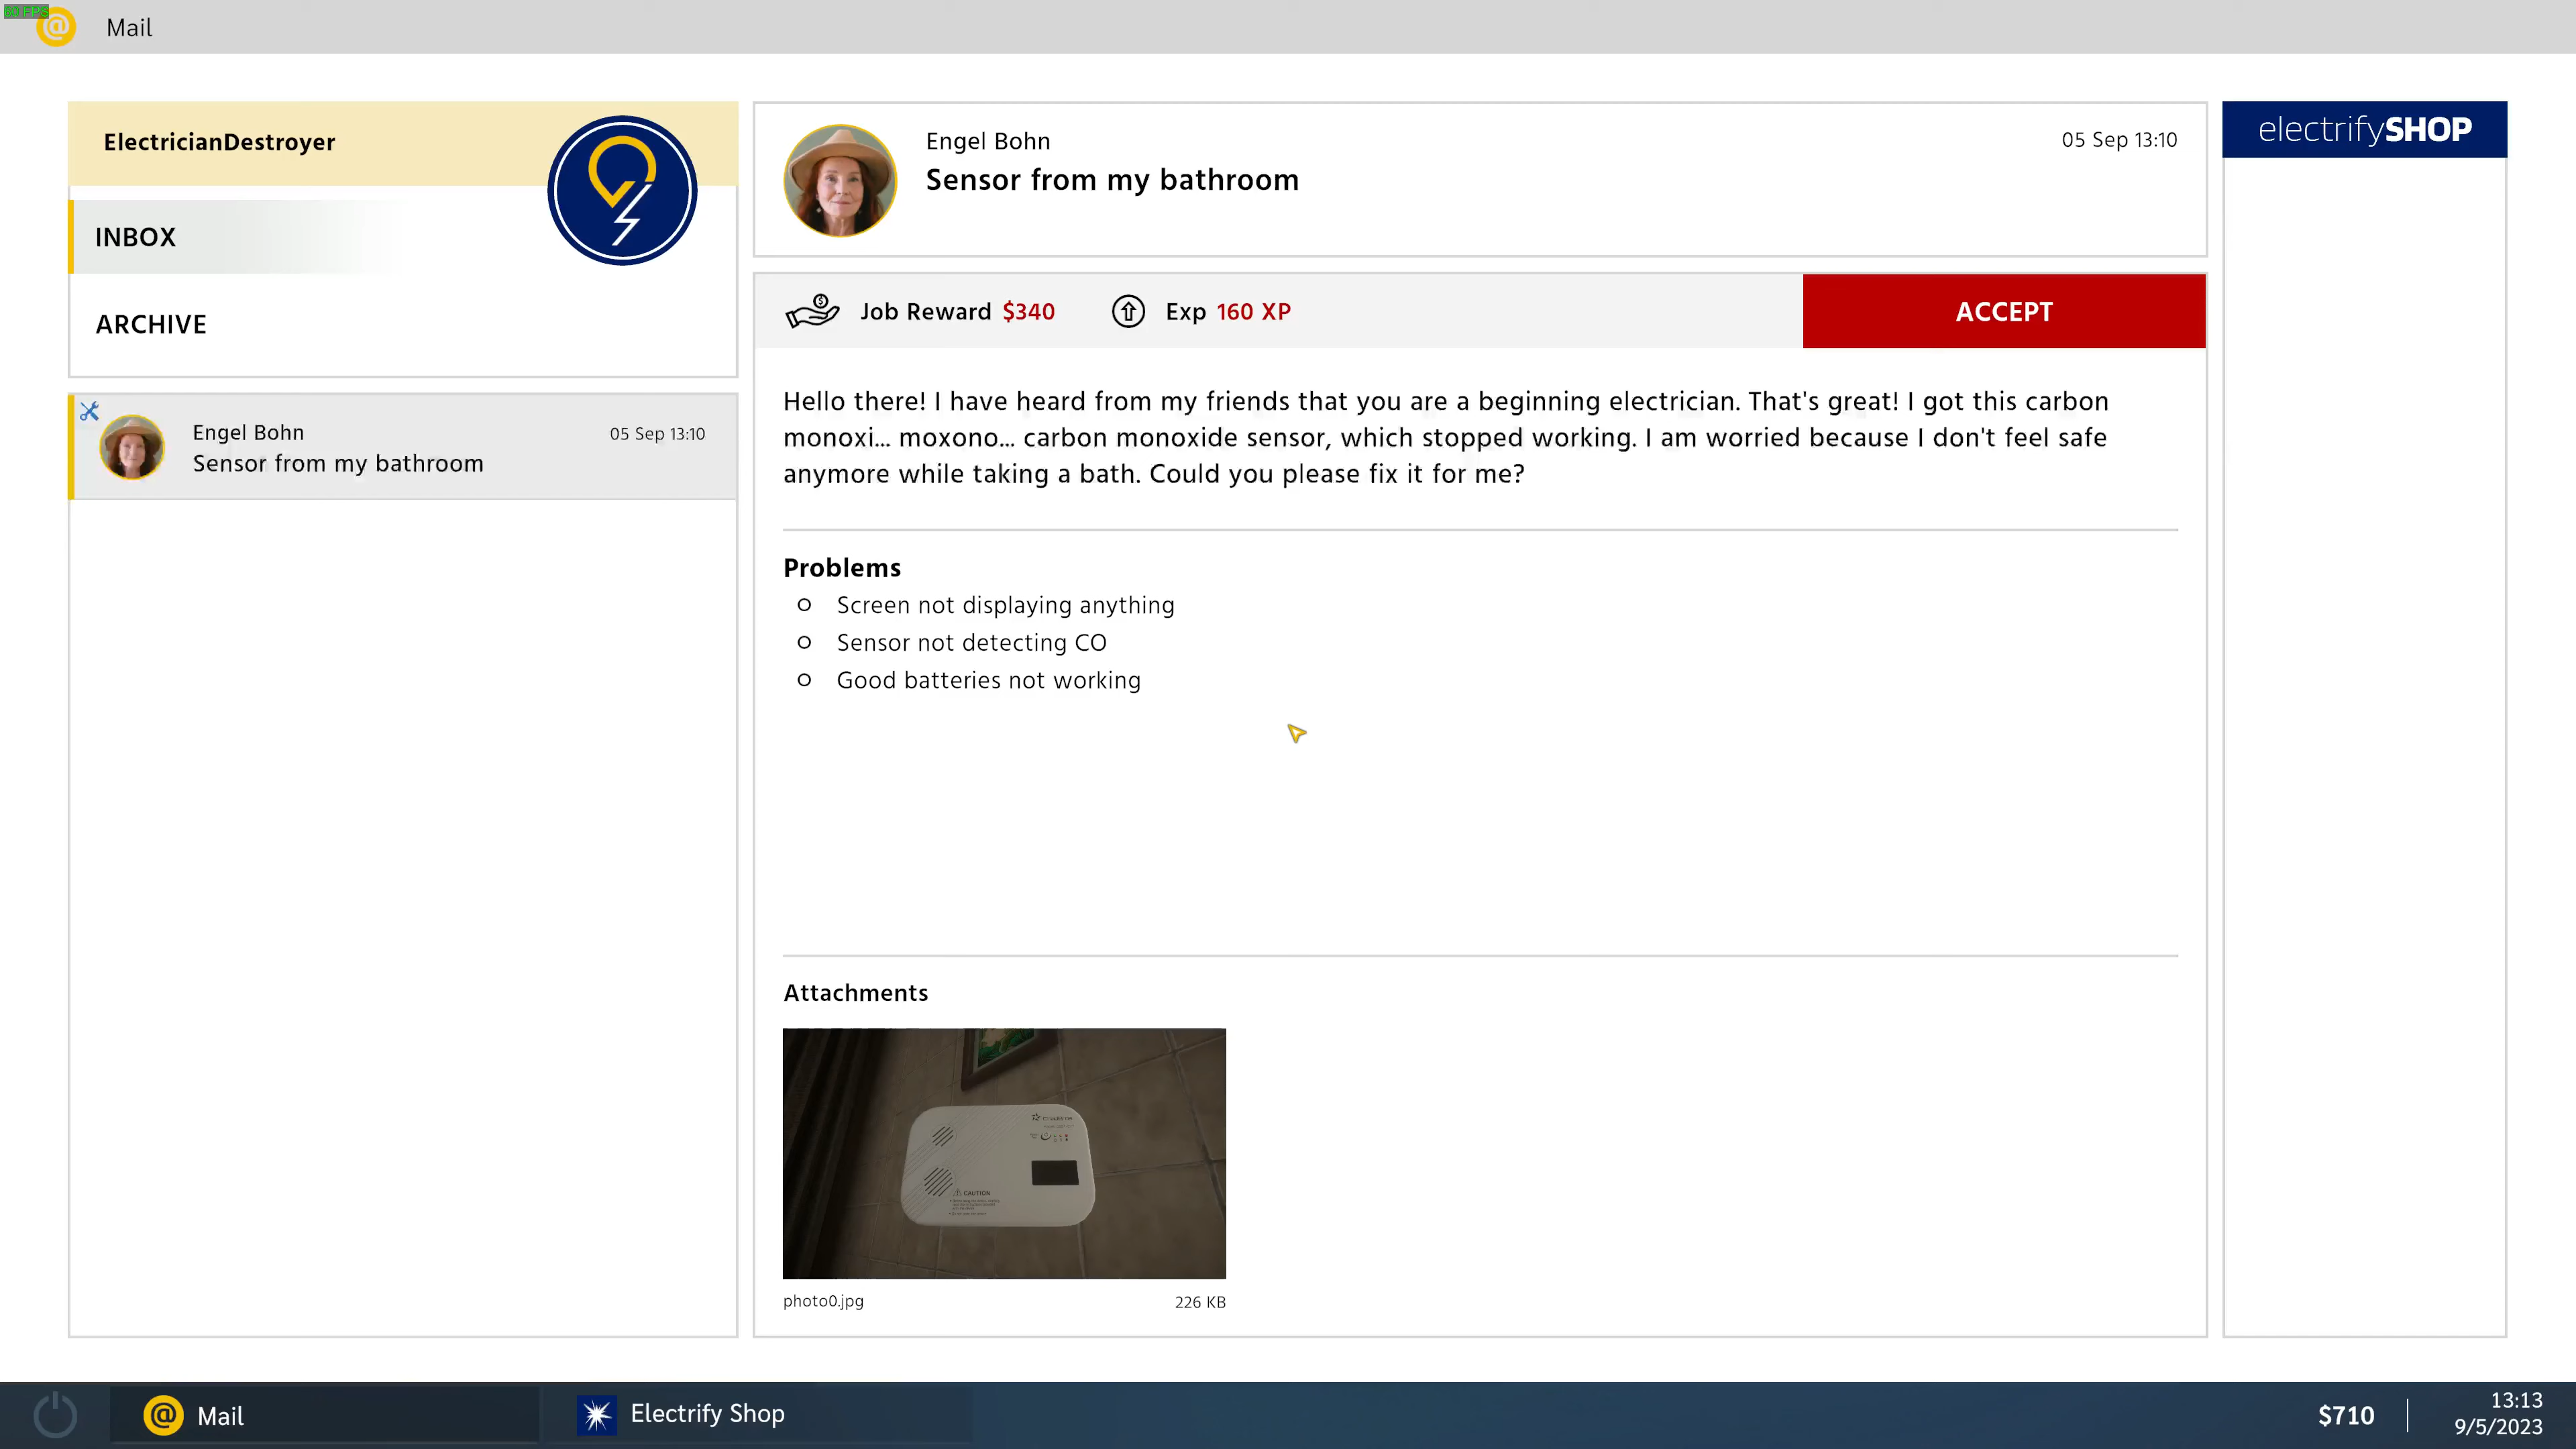 60 FPS
Mail
ElectricianDestroyer
INBOX
ARCHIVE
Engel Bohn
05 Sep 13:10
Sensor from my bathroom
Engel Bohn
05 Sep 13:10
Sensor from my bathroom
Job Reward $340
Exp 160 XP
ACCEPT
Hello there! I have heard from my friends that you are a beginning electrician. That's great! I got this carbon
monoxi... moxono... carbon monoxide sensor, which stopped working. I am worried because I don't feel safe
anymore while taking a bath. Could you please fix it for me?
Problems
Screen not displaying anything
Sensor not detecting CO
Good batteries not working
Attachments
CAUTION
photo0.jpg
226 KB
electrifySHOP
Mail
Electrify Shop
$710
13:13
9/5/2023